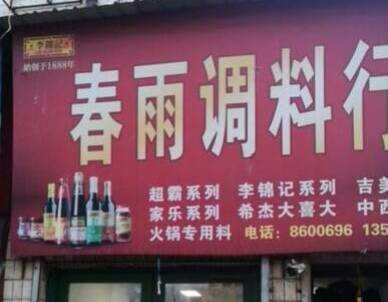 李锦记
始创于1888年
春雨调料行
超霸系列 李锦记系列 吉美
家乐系列 希杰大喜大 中西
火锅专用料 电话：8600696 135